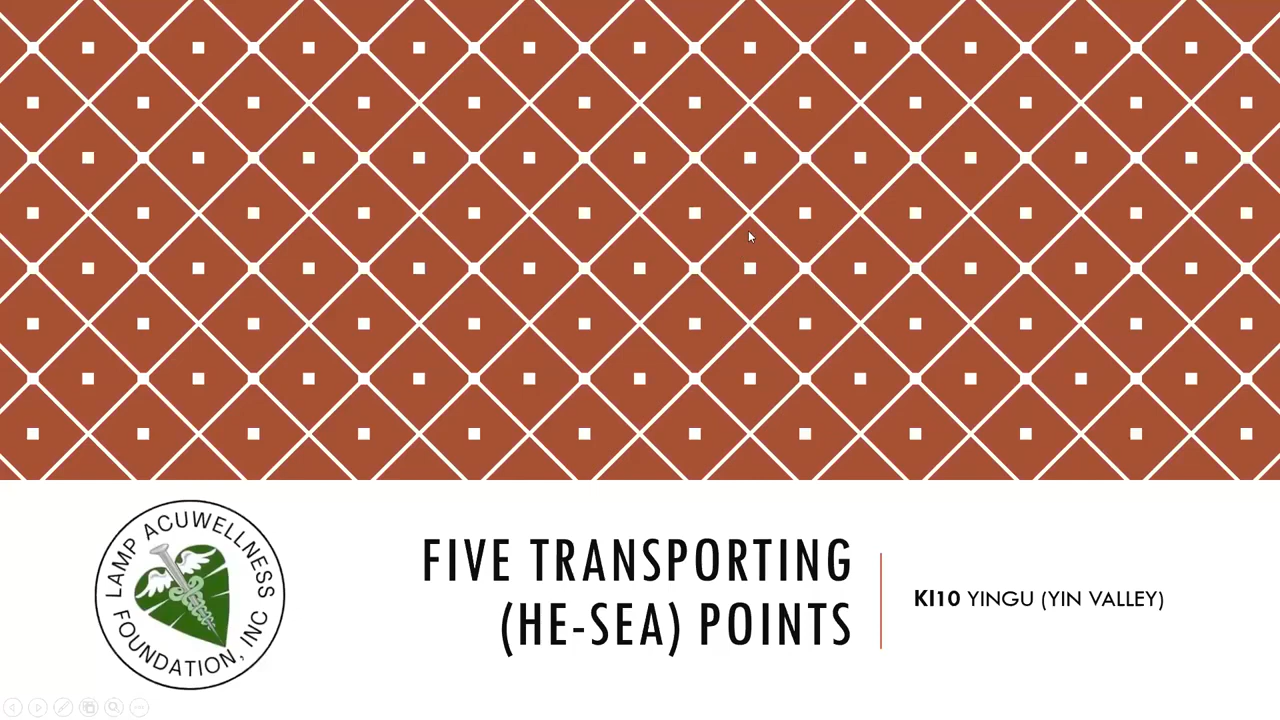 LAMP ACUWELLNESS
FOUNDATION, INC
FIVE TRANSPORTING
(HE-SEA) POINTS
KI10 YINGU (YIN VALLEY)